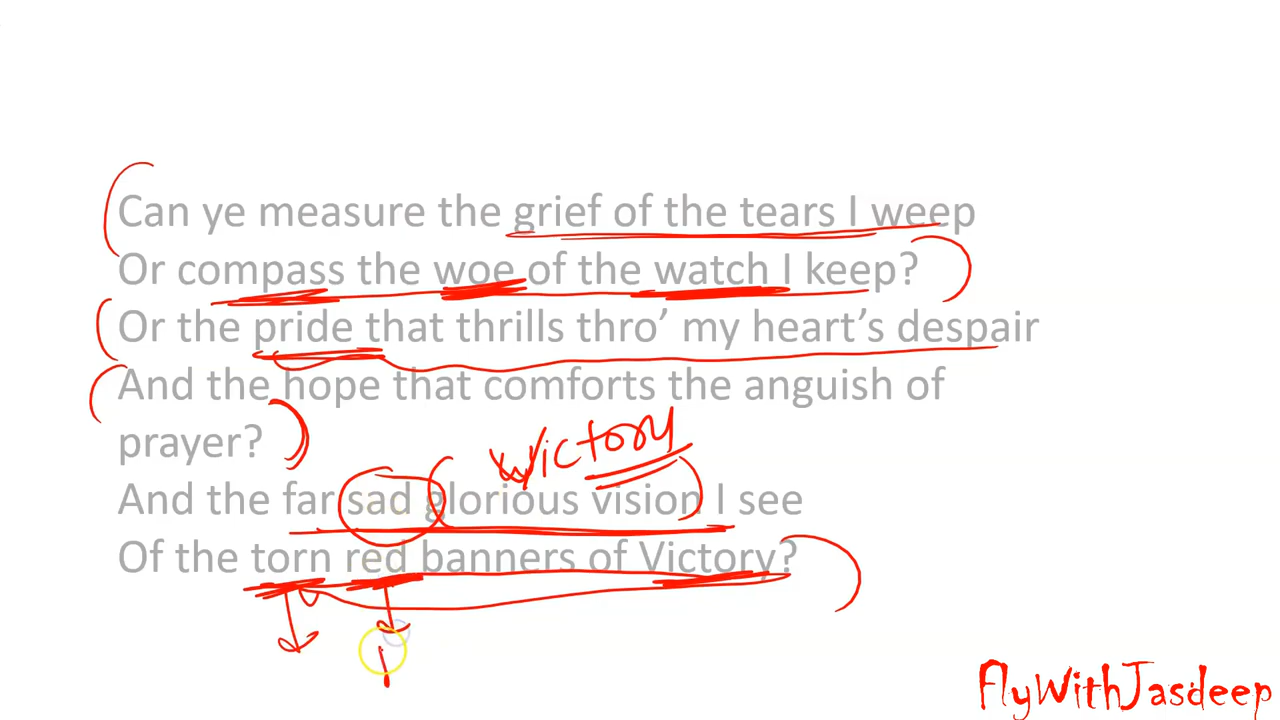 Can ye measure the grief of the tears I weep
Or compass the woe of the watch I keep?
Or the pride that thrills thro’ my heart’s despair
And the hope that comforts the anguish of
prayer?
Victory
And the far sad glorious vision I see
Of the torn red banners of Victory?
FlyWithJasdeep